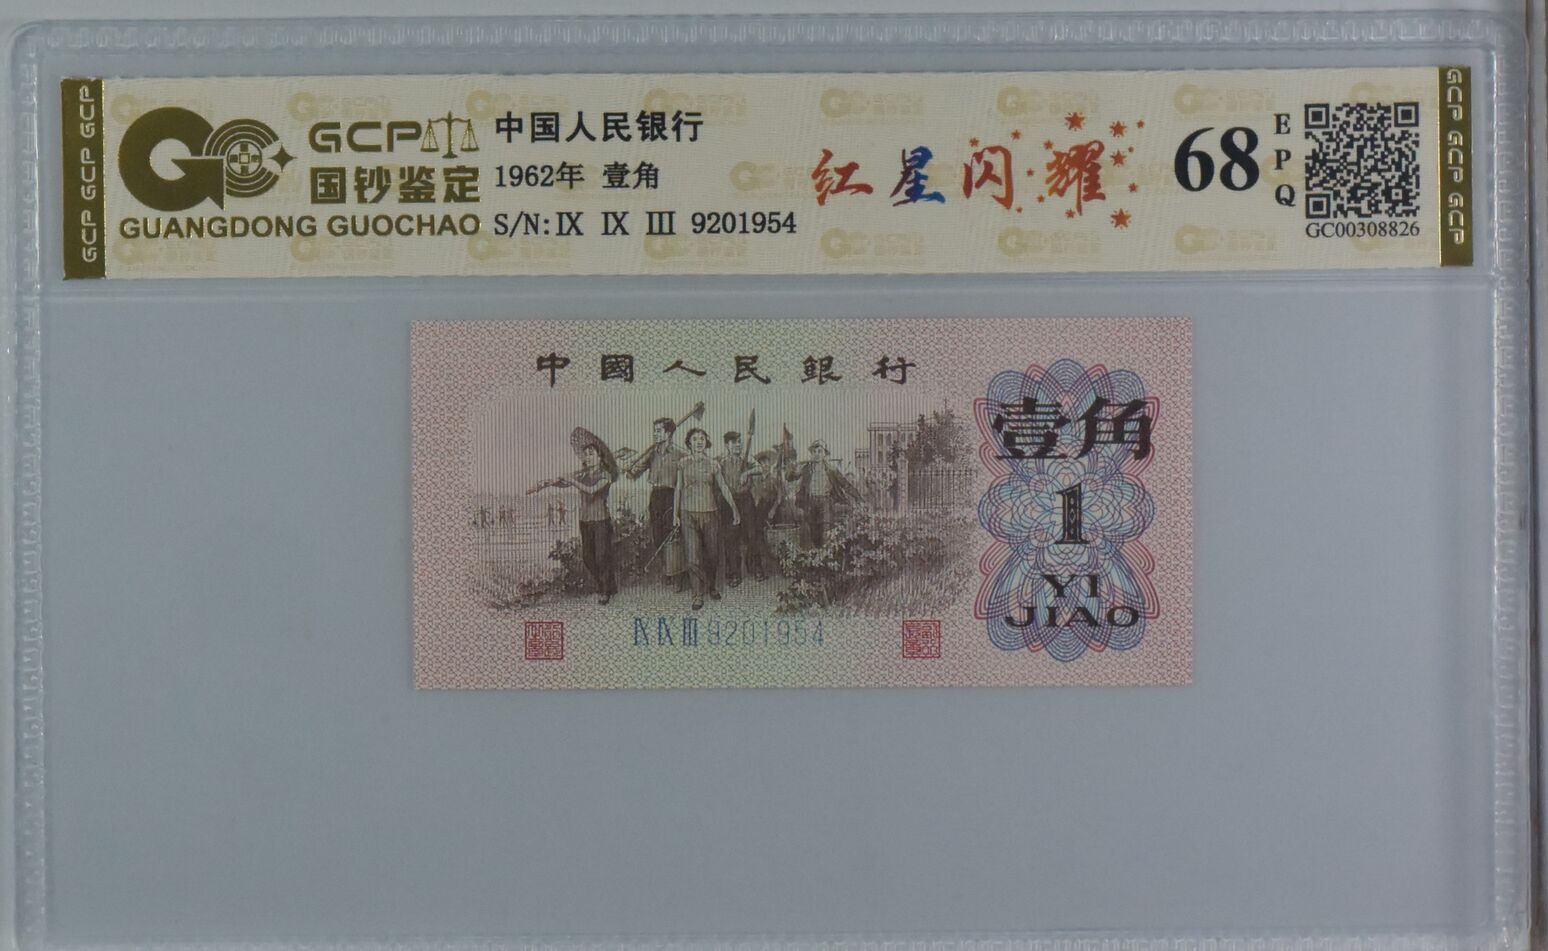 GCP
国钞鉴定
GUANGDONG GUOCHAO
中国人民银行
1962年 壹角
S/N: IX IX III 9201954
红星闪耀
68
EPQ
GC00308826
GCP GCP GCP
GCP GCP GCP
中國人民銀行
壹角
1
YI
JIAO
IX IX III 9201954